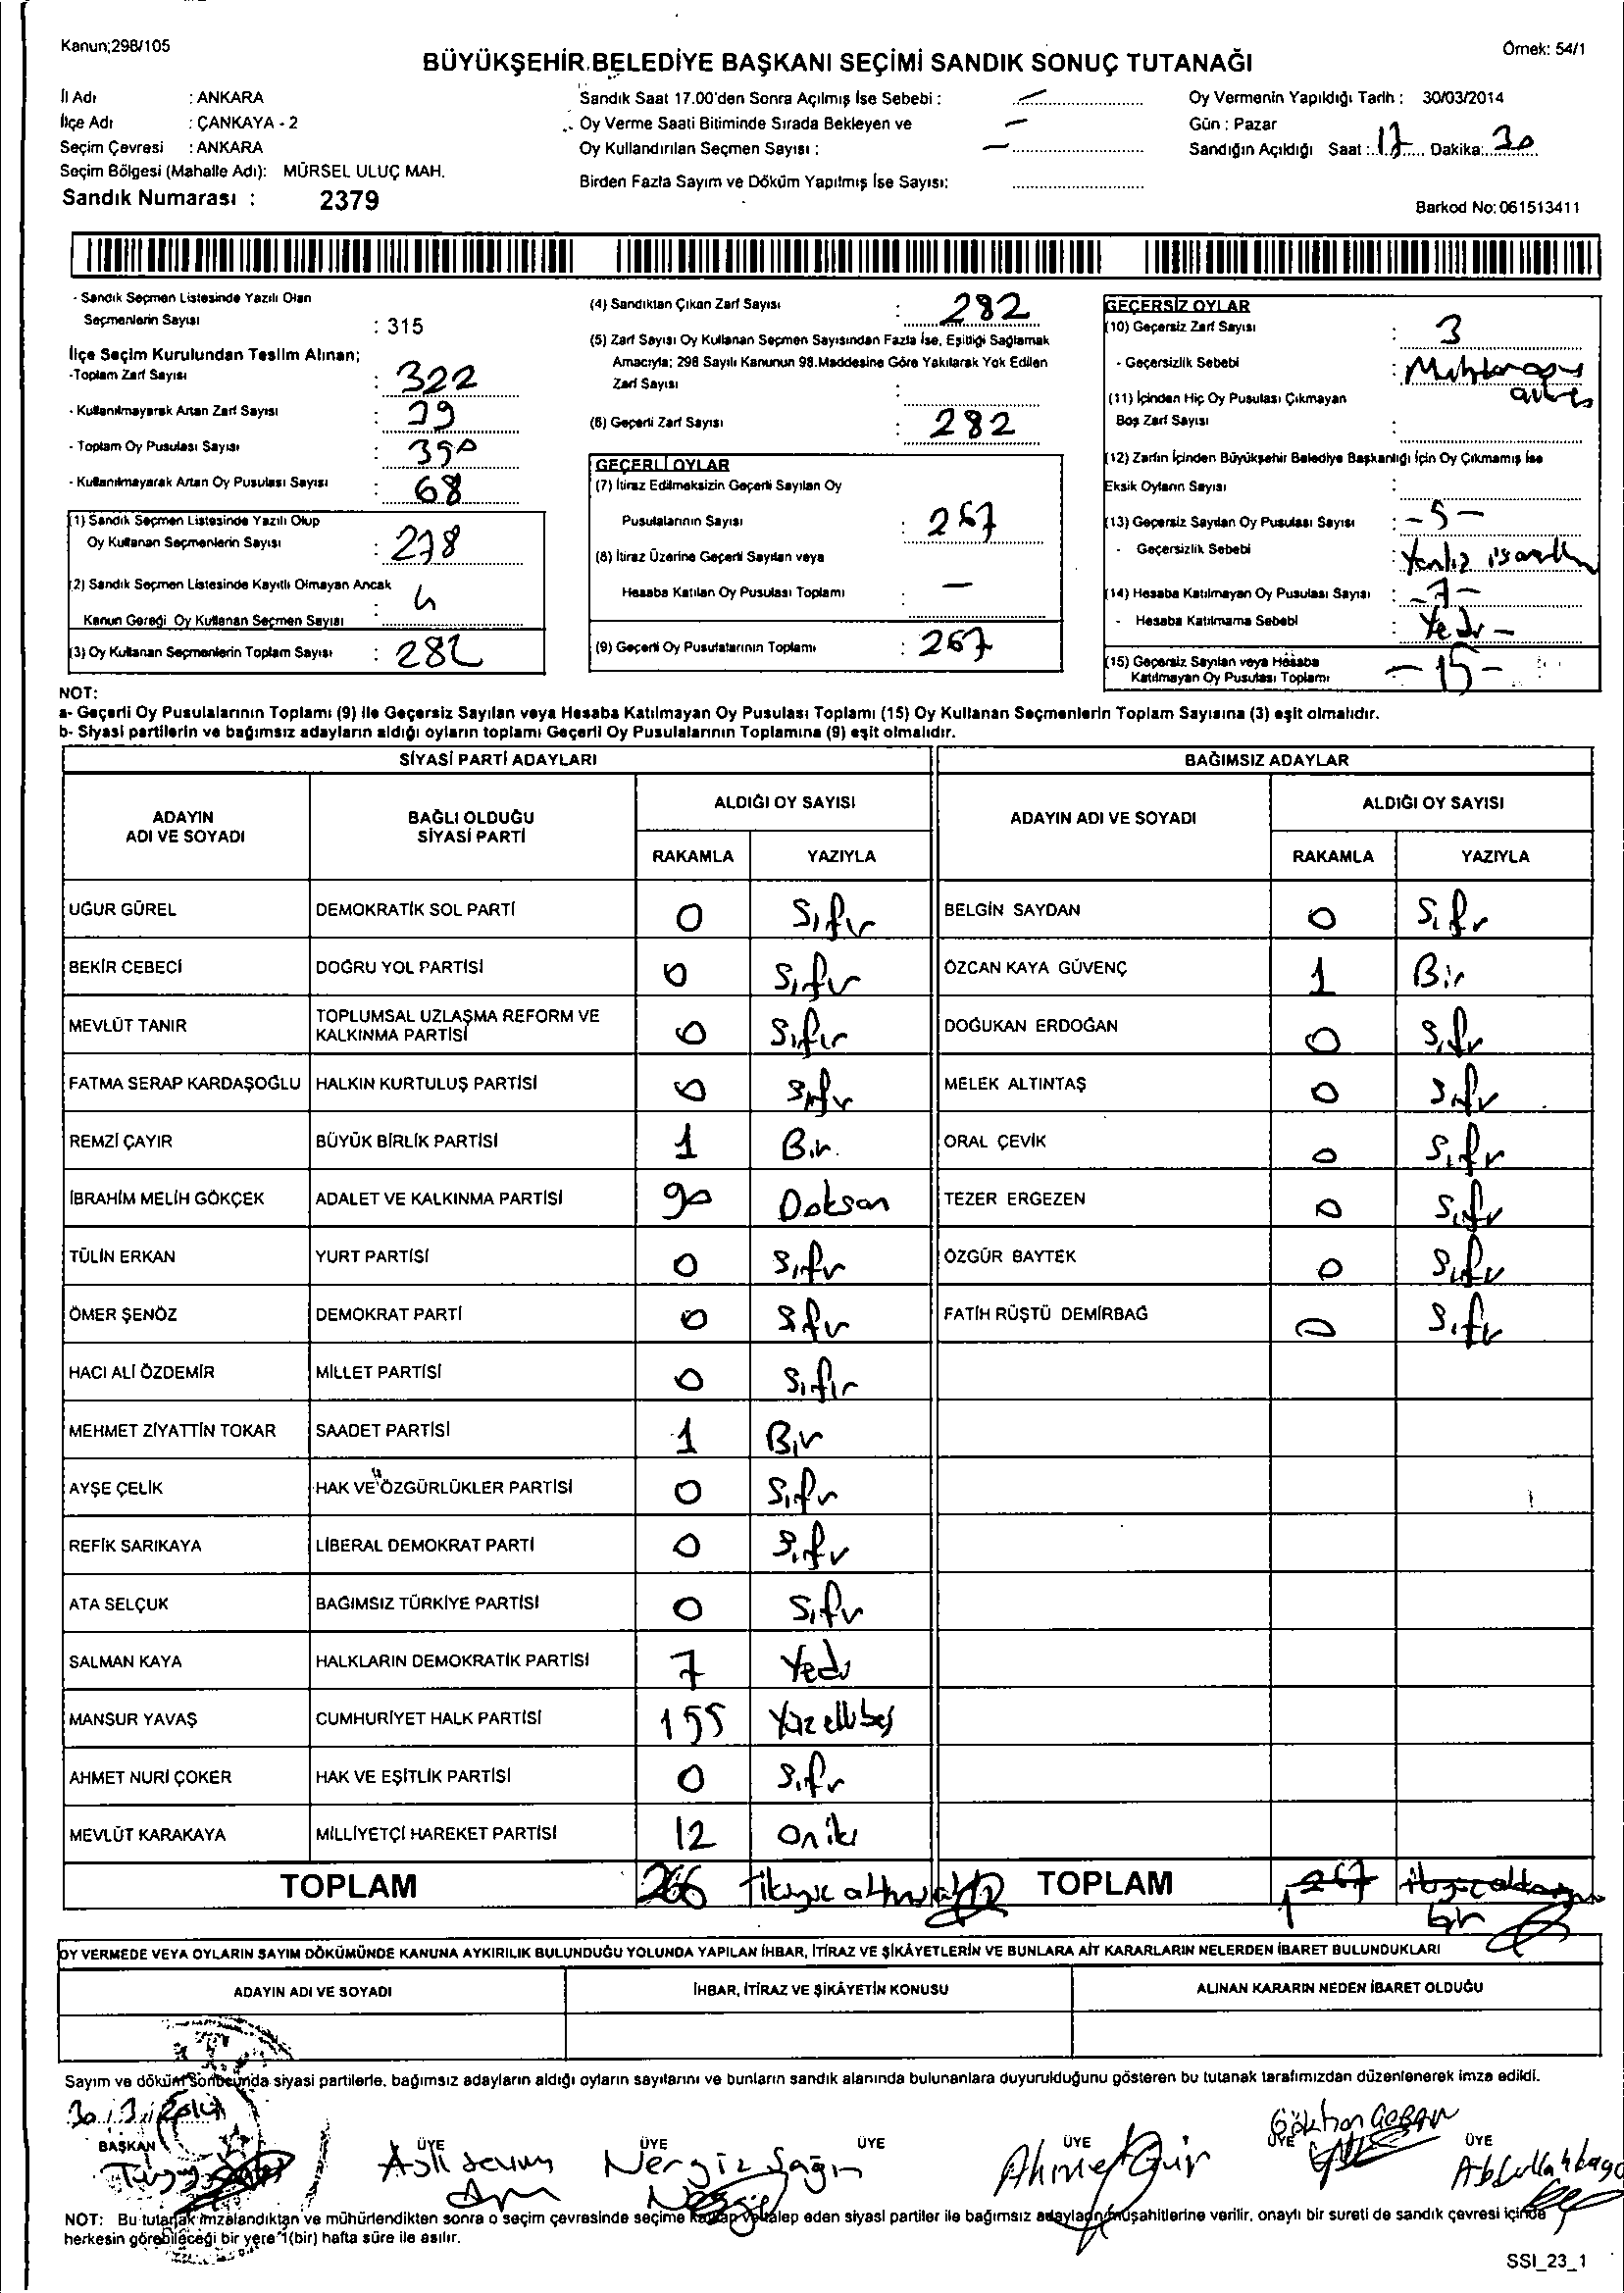 Kanun;298/105
Örnek: 54/1
BÜYÜKŞEHİR BELEDİYE BAŞKANI SEÇİMİ SANDIK SONUÇ TUTANAĞI
İl Adı : ANKARA
İlçe Adı : ÇANKAYA - 2
Seçim Çevresi : ANKARA
Seçim Bölgesi (Mahalle Adı): MÜRSEL ULUÇ MAH.
Sandık Numarası : 2379
Sandık Saat 17.00'den Sonra Açılmış İse Sebebi : —
Oy Verme Saati Bitiminde Sırada Bekleyen ve —
Oy Kullandırılan Seçmen Sayısı : —
Birden Fazla Sayım ve Döküm Yapılmış İse Sayısı:
Oy Vermenin Yapıldığı Tarih : 30/03/2014
Gün : Pazar
Sandığın Açıldığı Saat : 17 Dakika: 30
Barkod No: 061513411
- Sandık Seçmen Listesinde Yazılı Olan
Seçmenlerin Sayısı : 315
İlçe Seçim Kurulundan Teslim Alınan;
-Toplam Zarf Sayısı : 322
- Kullanılmayarak Artan Zarf Sayısı : 39
- Toplam Oy Pusulası Sayısı : 350
- Kullanılmayarak Artan Oy Pusulası Sayısı : 68
(1) Sandık Seçmen Listesinde Yazılı Olup
Oy Kullanan Seçmenlerin Sayısı : 278
(2) Sandık Seçmen Listesinde Kayıtlı Olmayan Ancak
Kanun Gereği Oy Kullanan Seçmen Sayısı : 4
(3) Oy Kullanan Seçmenlerin Toplam Sayısı : 282
(4) Sandıktan Çıkan Zarf Sayısı : 282
(5) Zarf Sayısı Oy Kullanan Seçmen Sayısından Fazla İse, Eşitliği Sağlamak
Amacıyla; 298 Sayılı Kanunun 98.Maddesine Göre Yakılarak Yok Edilen
Zarf Sayısı :
(6) Geçerli Zarf Sayısı : 282
GEÇERLİ OYLAR
(7) İtiraz Edilmeksizin Geçerli Sayılan Oy
Pusulalarının Sayısı : 267
(8) İtiraz Üzerine Geçerli Sayılan veya
Hesaba Katılan Oy Pusulası Toplamı : —
(9) Geçerli Oy Pusulalarının Toplamı : 267
GEÇERSİZ OYLAR
(10) Geçersiz Zarf Sayısı : 3
- Geçersizlik Sebebi :
(11) İçinden Hiç Oy Pusulası Çıkmayan
Boş Zarf Sayısı :
(12) Zarfın İçinden Büyükşehir Belediye Başkanlığı İçin Oy Çıkmamış İse
Eksik Oyların Sayısı :
(13) Geçersiz Sayılan Oy Pusulası Sayısı : -5-
- Geçersizlik Sebebi :
(14) Hesaba Katılmayan Oy Pusulası Sayısı : -7-
- Hesaba Katılmama Sebebi : Yedi -
(15) Geçersiz Sayılan veya Hesaba
Katılmayan Oy Pusulası Toplamı - 15 -
NOT:
a- Geçerli Oy Pusulalarının Toplamı (9) ile Geçersiz Sayılan veya Hesaba Katılmayan Oy Pusulası Toplamı (15) Oy Kullanan Seçmenlerin Toplam Sayısına (3) eşit olmalıdır.
b- Siyasi partilerin ve bağımsız adayların aldığı oyların toplamı Geçerli Oy Pusulalarının Toplamına (9) eşit olmalıdır.
SİYASİ PARTİ ADAYLARI
ADAYIN ADI VE SOYADI
BAĞLI OLDUĞU SİYASİ PARTİ
ALDIĞI OY SAYISI
RAKAMLA YAZIYLA
UĞUR GÜREL DEMOKRATİK SOL PARTİ 0 Sıfır
BEKİR CEBECİ DOĞRU YOL PARTİSİ 0 Sıfır
MEVLÜT TANIR TOPLUMSAL UZLAŞMA REFORM VE KALKINMA PARTİSİ 0 Sıfır
FATMA SERAP KARDAŞOĞLU HALKIN KURTULUŞ PARTİSİ 0 Sıfır
REMZİ ÇAYIR BÜYÜK BİRLİK PARTİSİ 1 Bir
İBRAHİM MELİH GÖKÇEK ADALET VE KALKINMA PARTİSİ 90 Doksan
TÜLİN ERKAN YURT PARTİSİ 0 Sıfır
ÖMER ŞENÖZ DEMOKRAT PARTİ 0 Sıfır
HACI ALİ ÖZDEMİR MİLLET PARTİSİ 0 Sıfır
MEHMET ZİYATTİN TOKAR SAADET PARTİSİ 1 Bir
AYŞE ÇELİK HAK VE ÖZGÜRLÜKLER PARTİSİ 0 Sıfır
REFİK SARIKAYA LİBERAL DEMOKRAT PARTİ 0 Sıfır
ATA SELÇUK BAĞIMSIZ TÜRKİYE PARTİSİ 0 Sıfır
SALMAN KAYA HALKLARIN DEMOKRATİK PARTİSİ 7 Yedi
MANSUR YAVAŞ CUMHURİYET HALK PARTİSİ 155 Yüzellibeş
AHMET NURİ ÇOKER HAK VE EŞİTLİK PARTİSİ 0 Sıfır
MEVLÜT KARAKAYA MİLLİYETÇİ HAREKET PARTİSİ 12 Oniki
TOPLAM 266 ikiyüzaltmışaltı
BAĞIMSIZ ADAYLAR
ADAYIN ADI VE SOYADI
ALDIĞI OY SAYISI
RAKAMLA YAZIYLA
BELGİN SAYDAN 0 Sıfır
ÖZCAN KAYA GÜVENÇ 1 Bir
DOĞUKAN ERDOĞAN 0 Sıfır
MELEK ALTINTAŞ 0 Sıfır
ORAL ÇEVİK 0 Sıfır
TEZER ERGEZEN 0 Sıfır
ÖZGÜR BAYTEK 0 Sıfır
FATİH RÜŞTÜ DEMİRBAĞ 0 Sıfır
TOPLAM 267
1 bir
OY VERMEDE VEYA OYLARIN SAYIM DÖKÜMÜNDE KANUNA AYKIRILIK BULUNDUĞU YOLUNDA YAPILAN İHBAR, İTİRAZ VE ŞİKÂYETLERİN VE BUNLARA AİT KARARLARIN NELERDEN İBARET BULUNDUKLARI
ADAYIN ADI VE SOYADI
İHBAR, İTİRAZ VE ŞİKÂYETİN KONUSU
ALINAN KARARIN NEDEN İBARET OLDUĞU
Sayım ve döküm sonucunda siyasi partilerle, bağımsız adayların aldığı oyların sayılarını ve bunların sandık alanında bulunanlara duyurulduğunu gösteren bu tutanak tarafımızdan düzenlenerek imza edildi.
30/3/2014
BAŞKAN ÜYE ÜYE ÜYE ÜYE ÜYE ÜYE
Nergiz Sağın
Ahmet Gür
Gökhan
Abdullah
NOT: Bu tutanak imzalandıktan ve mühürlendikten sonra o seçim çevresinde seçime katılıp talep eden siyasi partiler ile bağımsız adayların müşahitlerine verilir, onaylı bir sureti de sandık çevresi içinde
herkesin görebileceği bir yere 1(bir) hafta süre ile asılır.
SSI_23_1